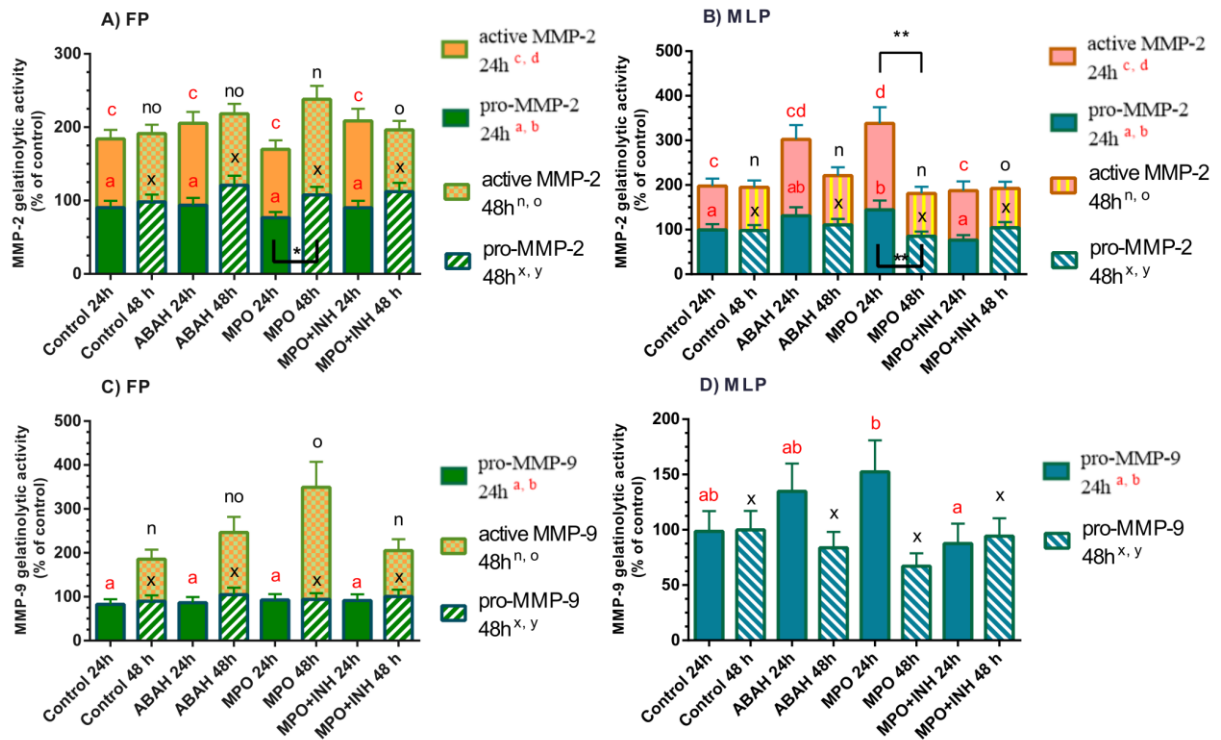 A) FP
MMP-2 gelatinolytic activity
(% of control)
300
200
100
0
c
no
c
no
c
n
c
o
a
x
a
x
a
x
a
x
*
Control 24h
Control 48 h
ABAH 24h
ABAH 48h
MPO 24h
MPO 48h
MPO+INH 24h
MPO+INH 48 h
active MMP-2
24h c, d
pro-MMP-2
24h a, b
active MMP-2
48h n, o
pro-MMP-2
48h x, y
B) MLP
MMP-2 gelatinolytic activity
(% of control)
500
400
300
200
100
0
**
c
n
cd
n
d
n
c
o
a
x
ab
x
b
x
a
x
**
Control 24h
Control 48 h
ABAH 24h
ABAH 48h
MPO 24h
MPO 48h
MPO+INH 24h
MPO+INH 48 h
active MMP-2
24h c, d
pro-MMP-2
24h a, b
active MMP-2
48h n, o
pro-MMP-2
48h x, y
C) FP
MMP-9 gelatinolytic activity
(% of control)
500
400
300
200
100
0
n
no
o
n
a
x
a
x
a
x
a
x
Control 24h
Control 48 h
ABAH 24h
ABAH 48h
MPO 24h
MPO 48h
MPO+INH 24h
MPO+INH 48 h
pro-MMP-9
24h a, b
active MMP-9
48h n, o
pro-MMP-9
48h x, y
D) MLP
MMP-9 gelatinolytic activity
(% of control)
200
150
100
50
0
ab
x
ab
x
b
x
a
x
Control 24h
Control 48 h
ABAH 24h
ABAH 48h
MPO 24h
MPO 48h
MPO+INH 24h
MPO+INH 48 h
pro-MMP-9
24h a, b
pro-MMP-9
48h x, y